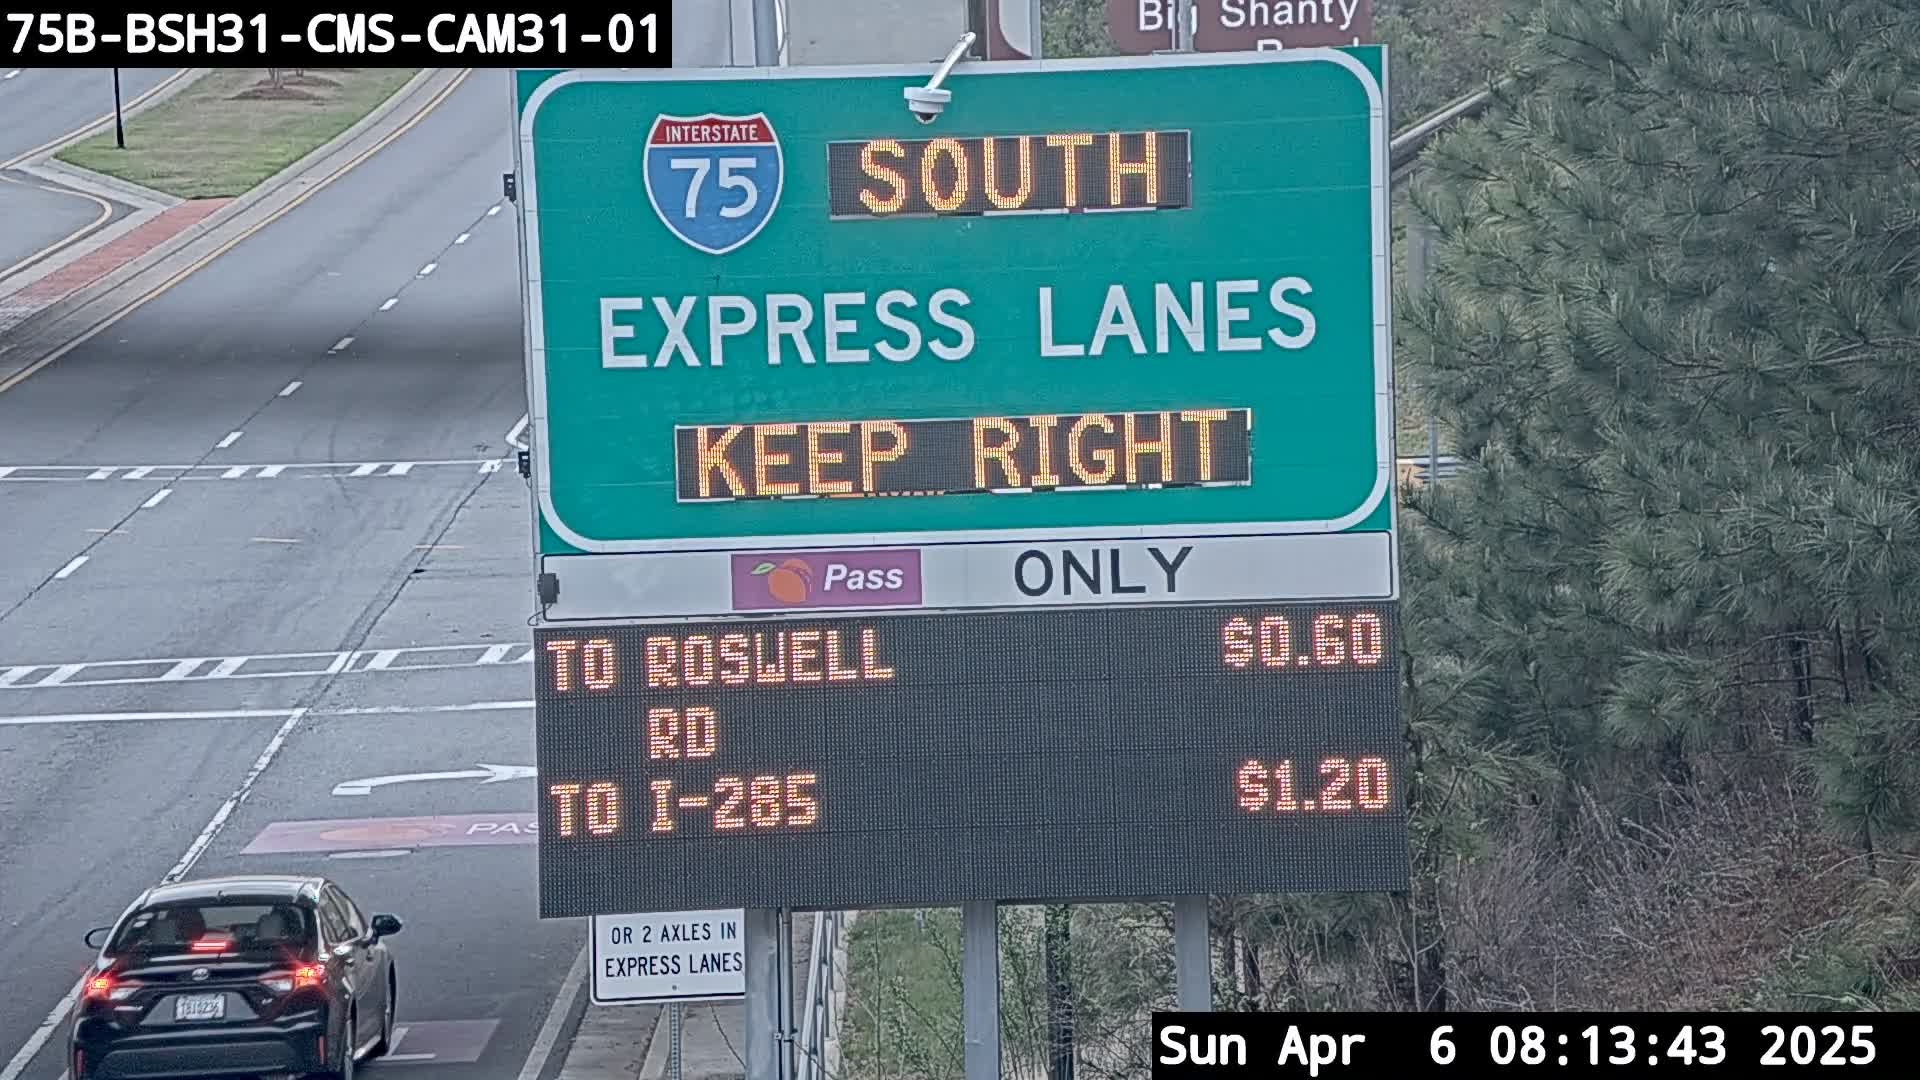 75B-BSH31-CMS-CAM31-01
Big Shanty
INTERSTATE
75
SOUTH
EXPRESS LANES
KEEP RIGHT
Pass
ONLY
TO ROSWELL $0.60
RD
TO I-285 $1.20
PAS
OR 2 AXLES IN
EXPRESS LANES
Sun Apr 6 08:13:43 2025